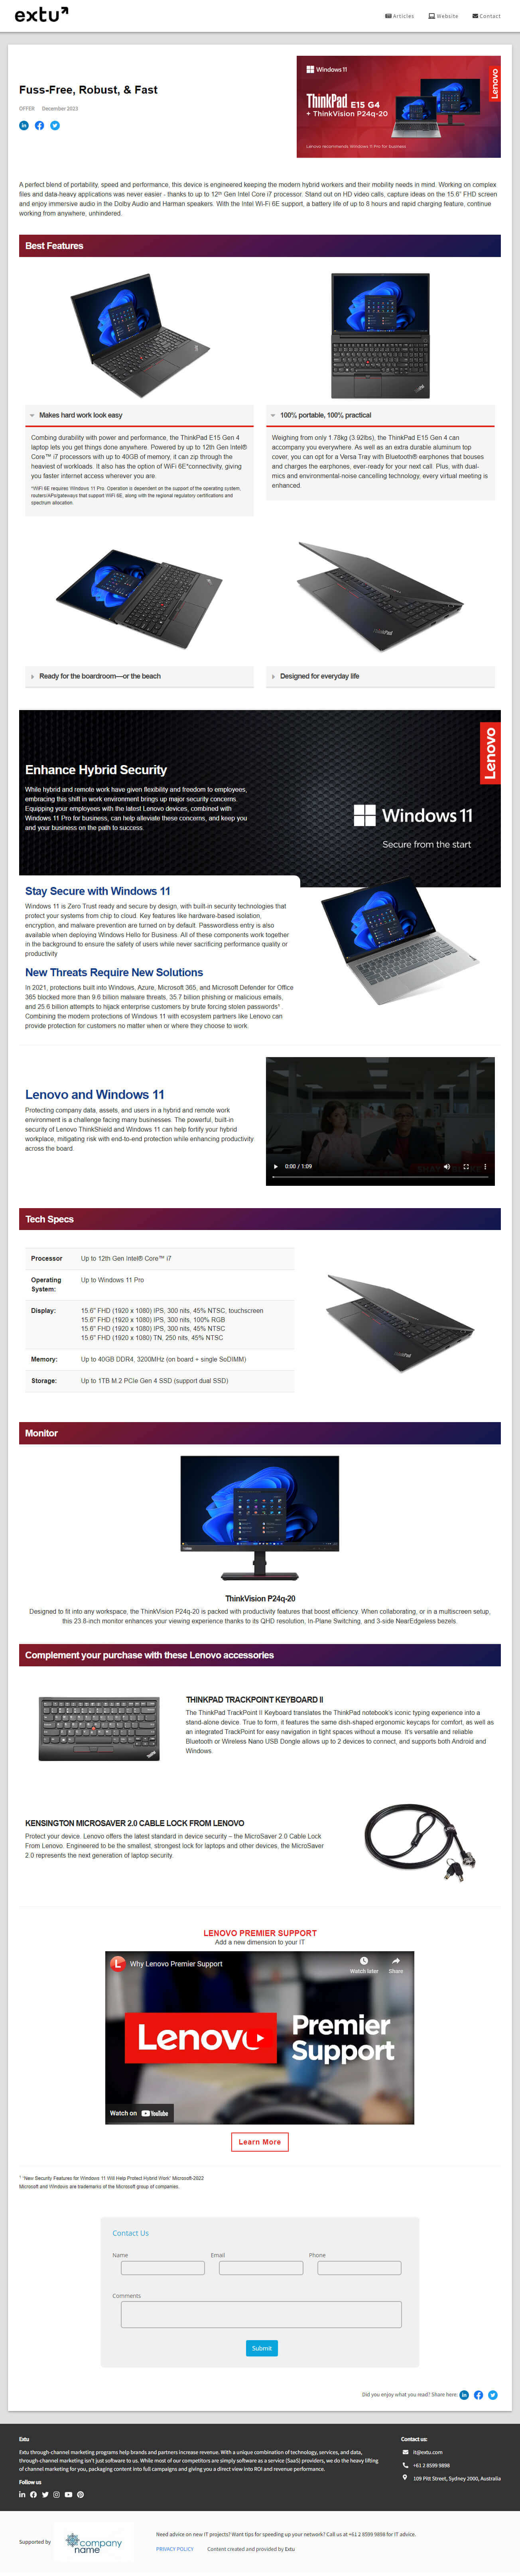 extu
Articles
Website
Contact
Fuss-Free, Robust, & Fast
OFFER December 2023
Windows 11
ThinkPad E15 G4
+ ThinkVision P24q-20
Lenovo recommends Windows 11 Pro for business
Lenovo
A perfect blend of portability, speed and performance, this device is engineered keeping the modern hybrid workers and their mobility needs in mind. Working on complex
files and data-heavy applications was never easier - thanks to up to 12th Gen Intel Core i7 processor. Stand out on HD video calls, capture ideas on the 15.6" FHD screen
and enjoy immersive audio in the Dolby Audio and Harman speakers. With the Intel Wi-Fi 6E support, a battery life of up to 8 hours and rapid charging feature, continue
working from anywhere, unhindered.
Best Features
Makes hard work look easy
Combing durability with power and performance, the ThinkPad E15 Gen 4
laptop lets you get things done anywhere. Powered by up to 12th Gen Intel®
Core™ i7 processors with up to 40GB of memory, it can zip through the
heaviest of workloads. It also has the option of WiFi 6E*connectivity, giving
you faster internet access wherever you are.
*WiFi 6E requires Windows 11 Pro. Operation is dependent on the support of the operating system,
routers/APs/gateways that support WiFi 6E, along with the regional regulatory certifications and
spectrum allocation.
100% portable, 100% practical
Weighing from only 1.78kg (3.92lbs), the ThinkPad E15 Gen 4 can
accompany you everywhere. As well as an extra durable aluminum top
cover, you can opt for a Versa Tray with Bluetooth® earphones that houses
and charges the earphones, ever-ready for your next call. Plus, with dual-
mics and environmental-noise cancelling technology, every virtual meeting is
enhanced.
Ready for the boardroom—or the beach
Designed for everyday life
Enhance Hybrid Security
While hybrid and remote work have given flexibility and freedom to employees,
embracing this shift in work environment brings up major security concerns.
Equipping your employees with the latest Lenovo devices, combined with
Windows 11 Pro for business, can help alleviate these concerns, and keep you
and your business on the path to success.
Lenovo
Windows 11
Secure from the start
Stay Secure with Windows 11
Windows 11 is Zero Trust ready and secure by design, with built-in security technologies that
protect your systems from chip to cloud. Key features like hardware-based isolation,
encryption, and malware prevention are turned on by default. Passwordless entry is also
available when deploying Windows Hello for Business. All of these components work together
in the background to ensure the safety of users while never sacrificing performance quality or
productivity
New Threats Require New Solutions
In 2021, protections built into Windows, Azure, Microsoft 365, and Microsoft Defender for Office
365 blocked more than 9.6 billion malware threats, 35.7 billion phishing or malicious emails,
and 25.6 billion attempts to hijack enterprise customers by brute forcing stolen passwords¹ .
Combining the modern protections of Windows 11 with ecosystem partners like Lenovo can
provide protection for customers no matter when or where they choose to work.
Lenovo and Windows 11
Protecting company data, assets, and users in a hybrid and remote work
environment is a challenge facing many businesses. The powerful, built-in
security of Lenovo ThinkShield and Windows 11 can help fortify your hybrid
workplace, mitigating risk with end-to-end protection while enhancing productivity
across the board.
0:00 / 1:09
Tech Specs
Processor Up to 12th Gen Intel® Core™ i7
Operating System: Up to Windows 11 Pro
Display: 15.6" FHD (1920 x 1080) IPS, 300 nits, 45% NTSC, touchscreen
15.6" FHD (1920 x 1080) IPS, 300 nits, 100% RGB
15.6" FHD (1920 x 1080) IPS, 300 nits, 45% NTSC
15.6" FHD (1920 x 1080) TN, 250 nits, 45% NTSC
Memory: Up to 40GB DDR4, 3200MHz (on board + single SoDIMM)
Storage: Up to 1TB M.2 PCIe Gen 4 SSD (support dual SSD)
Monitor
ThinkVision P24q-20
Designed to fit into any workspace, the ThinkVision P24q-20 is packed with productivity features that boost efficiency. When collaborating, or in a multiscreen setup,
this 23.8-inch monitor enhances your viewing experience thanks to its QHD resolution, In-Plane Switching, and 3-side NearEdgeless bezels.
Complement your purchase with these Lenovo accessories
THINKPAD TRACKPOINT KEYBOARD II
The ThinkPad TrackPoint II Keyboard translates the ThinkPad notebook's iconic typing experience into a
stand-alone device. True to form, it features the same dish-shaped ergonomic keycaps for comfort, as well as
an integrated TrackPoint for easy navigation in tight spaces without a mouse. It's versatile and reliable
Bluetooth or Wireless Nano USB Dongle allows up to 2 devices to connect, and supports both Android and
Windows.
KENSINGTON MICROSAVER 2.0 CABLE LOCK FROM LENOVO
Protect your device. Lenovo offers the latest standard in device security – the MicroSaver 2.0 Cable Lock
From Lenovo. Engineered to be the smallest, strongest lock for laptops and other devices, the MicroSaver
2.0 represents the next generation of laptop security.
LENOVO PREMIER SUPPORT
Add a new dimension to your IT
L
Why Lenovo Premier Support
Watch later
Share
Lenovo
Premier
Support
Watch on YouTube
Learn More
¹ 'New Security Features for Windows 11 Will Help Protect Hybrid Work' Microsoft-2022
Microsoft and Windows are trademarks of the Microsoft group of companies.
Contact Us
Name
Email
Phone
Comments
Submit
Did you enjoy what you read? Share here:
Extu
Extu through-channel marketing programs help brands and partners increase revenue. With a unique combination of technology, services, and data,
through-channel marketing isn't just software to us. While most of our competitors are simply software as a service (SaaS) providers, we do the heavy lifting
of channel marketing for you, packaging content into full campaigns and giving you a direct view into ROI and revenue performance.
Follow us
Contact us:
it@extu.com
+61 2 8599 9898
109 Pitt Street, Sydney 2000, Australia
Supported by
company
name
Need advice on new IT projects? Want tips for speeding up your network? Call us at +61 2 8599 9898 for IT advice.
PRIVACY POLICY
Content created and provided by Extu